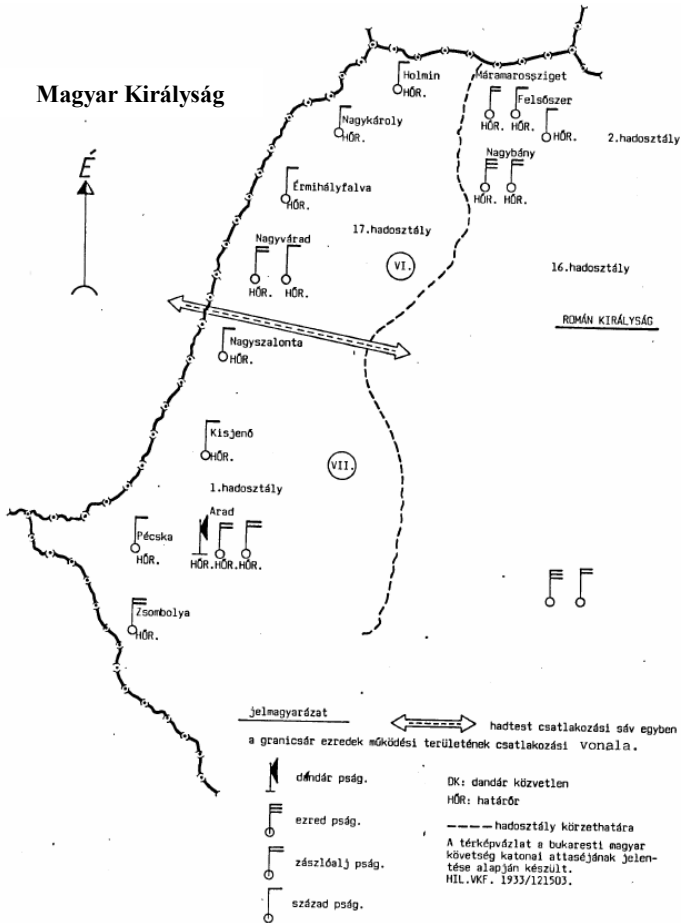 Magyar Királyság
É
Holmin
HŐR.
Máramarossziget
HŐR.
HŐR.
Felsőszer
HŐR.
2.hadosztály
Nagykároly
HŐR.
Nagybány
HŐR.
HŐR.
Érmihályfalva
HŐR.
17.hadosztály
VI.
16.hadosztály
Nagyvárad
HŐR.
HŐR.
ROMÁN KIRÁLYSÁG
Nagyszalonta
HŐR.
Kisjenő
HŐR.
VII.
1.hadosztály
Arad
HŐR.HŐR.HŐR.
Pécska
HŐR.
Zsombolya
HŐR.
jelmagyarázat
hadtest csatlakozási sáv egyben
a granicsár ezredek működési területének csatlakozási vonala.
dandár pság.
ezred pság.
zászlóalj pság.
század pság.
DK: dandár közvetlen
HŐR: határőr
hadosztály körzethatára
A térképvázlat a bukaresti magyar
követség katonai attaséjának jelen-
tése alapján készült.
HIL.VKF. 1933/121503.